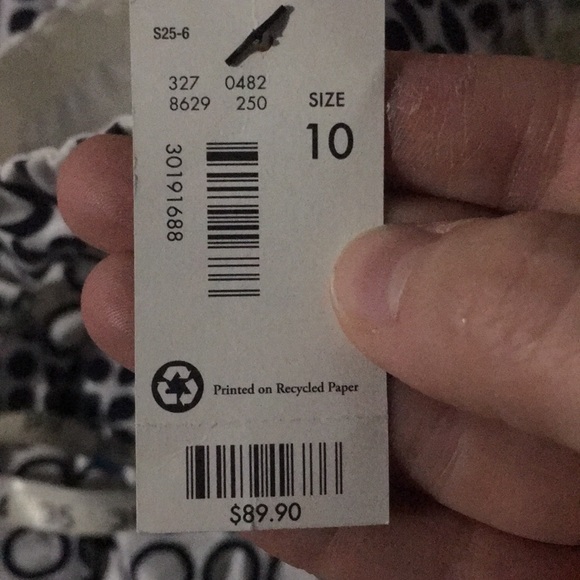 S25-6
327 0482
8629 250
SIZE
10
30191688
Printed on Recycled Paper
$89.90